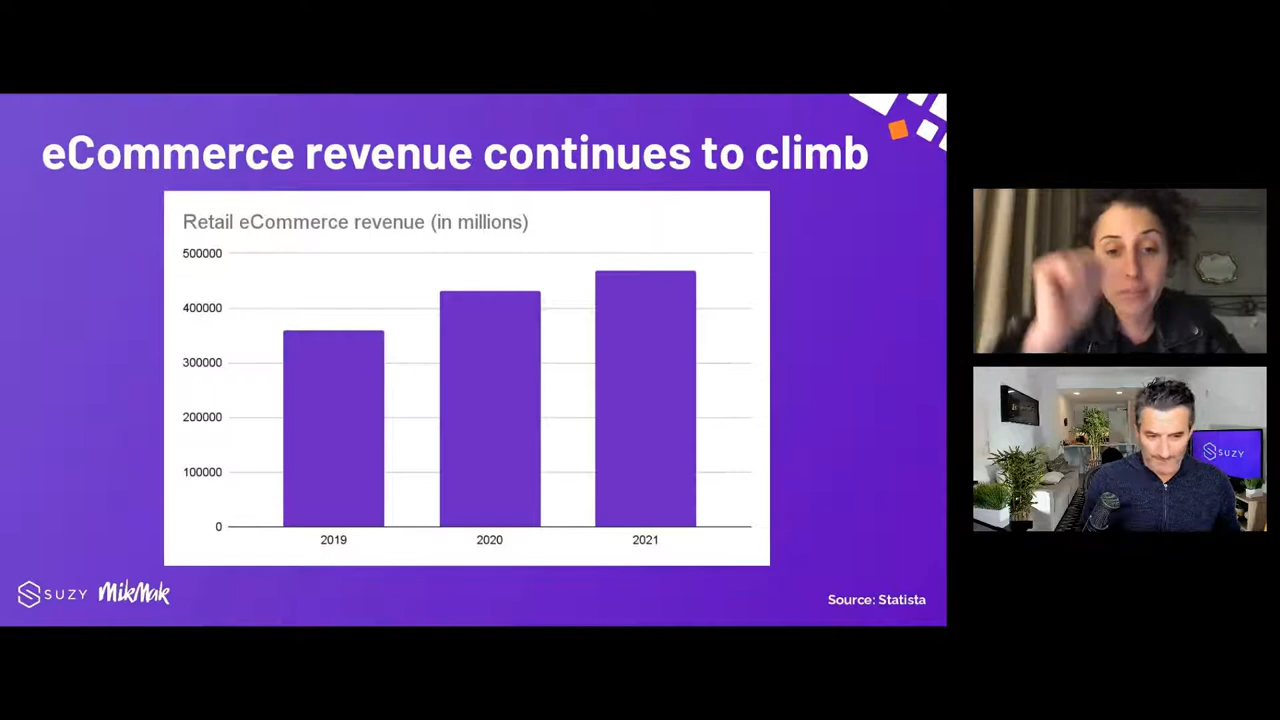 eCommerce revenue continues to climb
Retail eCommerce revenue (in millions)
500000
400000
300000
200000
100000
0
2019
2020
2021
SUZY MikMak
Source: Statista
SUZY